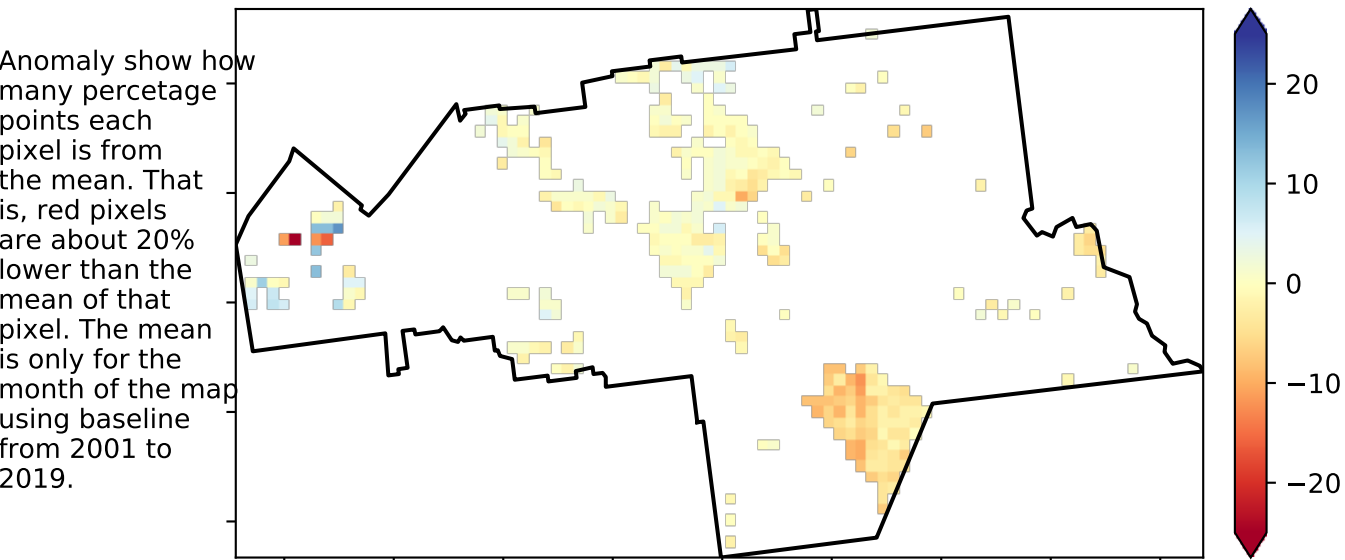 Anomaly show how
many percetage
points each
pixel is from
the mean. That
is, red pixels
are about 20%
lower than the
mean of that
pixel. The mean
is only for the
month of the map
using baseline
from 2001 to
2019.
20
10
0
−10
−20